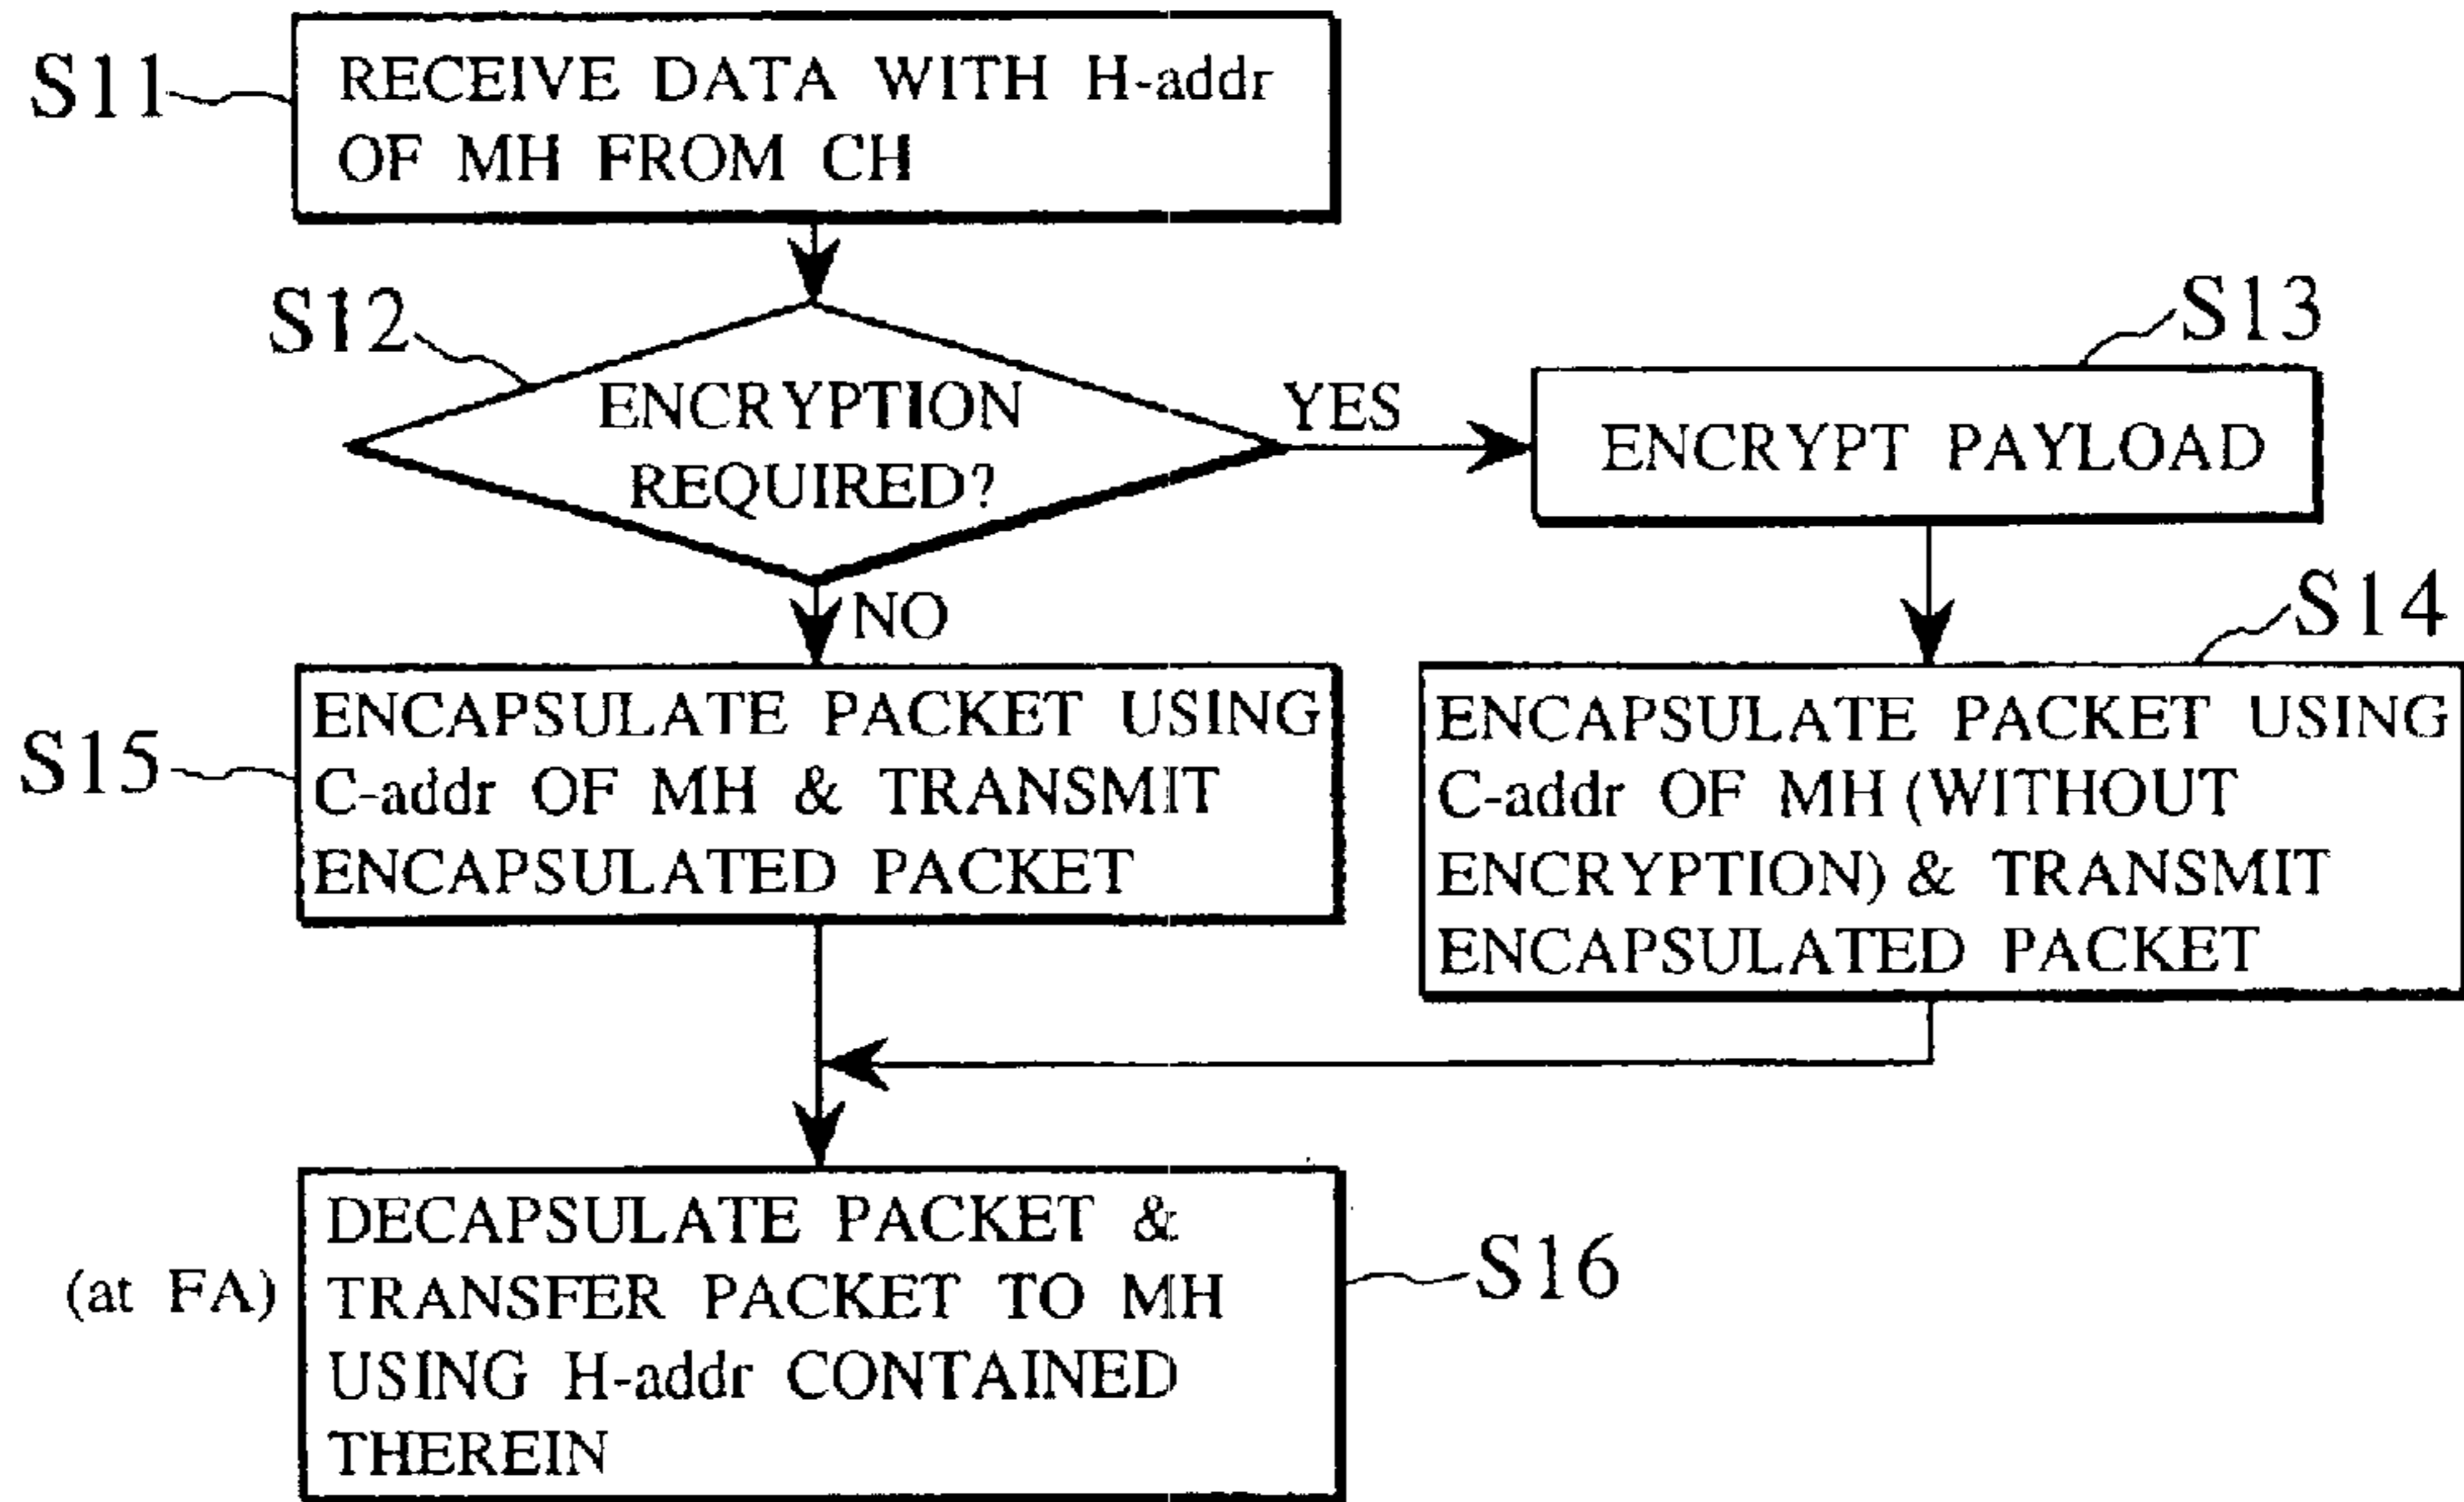 S11
RECEIVE DATA WITH H-addr
OF MH FROM CH
S12
ENCRYPTION
REQUIRED?
YES
S13
ENCRYPT PAYLOAD
NO
S14
S15
ENCAPSULATE PACKET USING
C-addr OF MH & TRANSMIT
ENCAPSULATED PACKET
ENCAPSULATE PACKET USING
C-addr OF MH (WITHOUT
ENCRYPTION) & TRANSMIT
ENCAPSULATED PACKET
(at FA)
DECAPSULATE PACKET &
TRANSFER PACKET TO MH
USING H-addr CONTAINED
THEREIN
S16